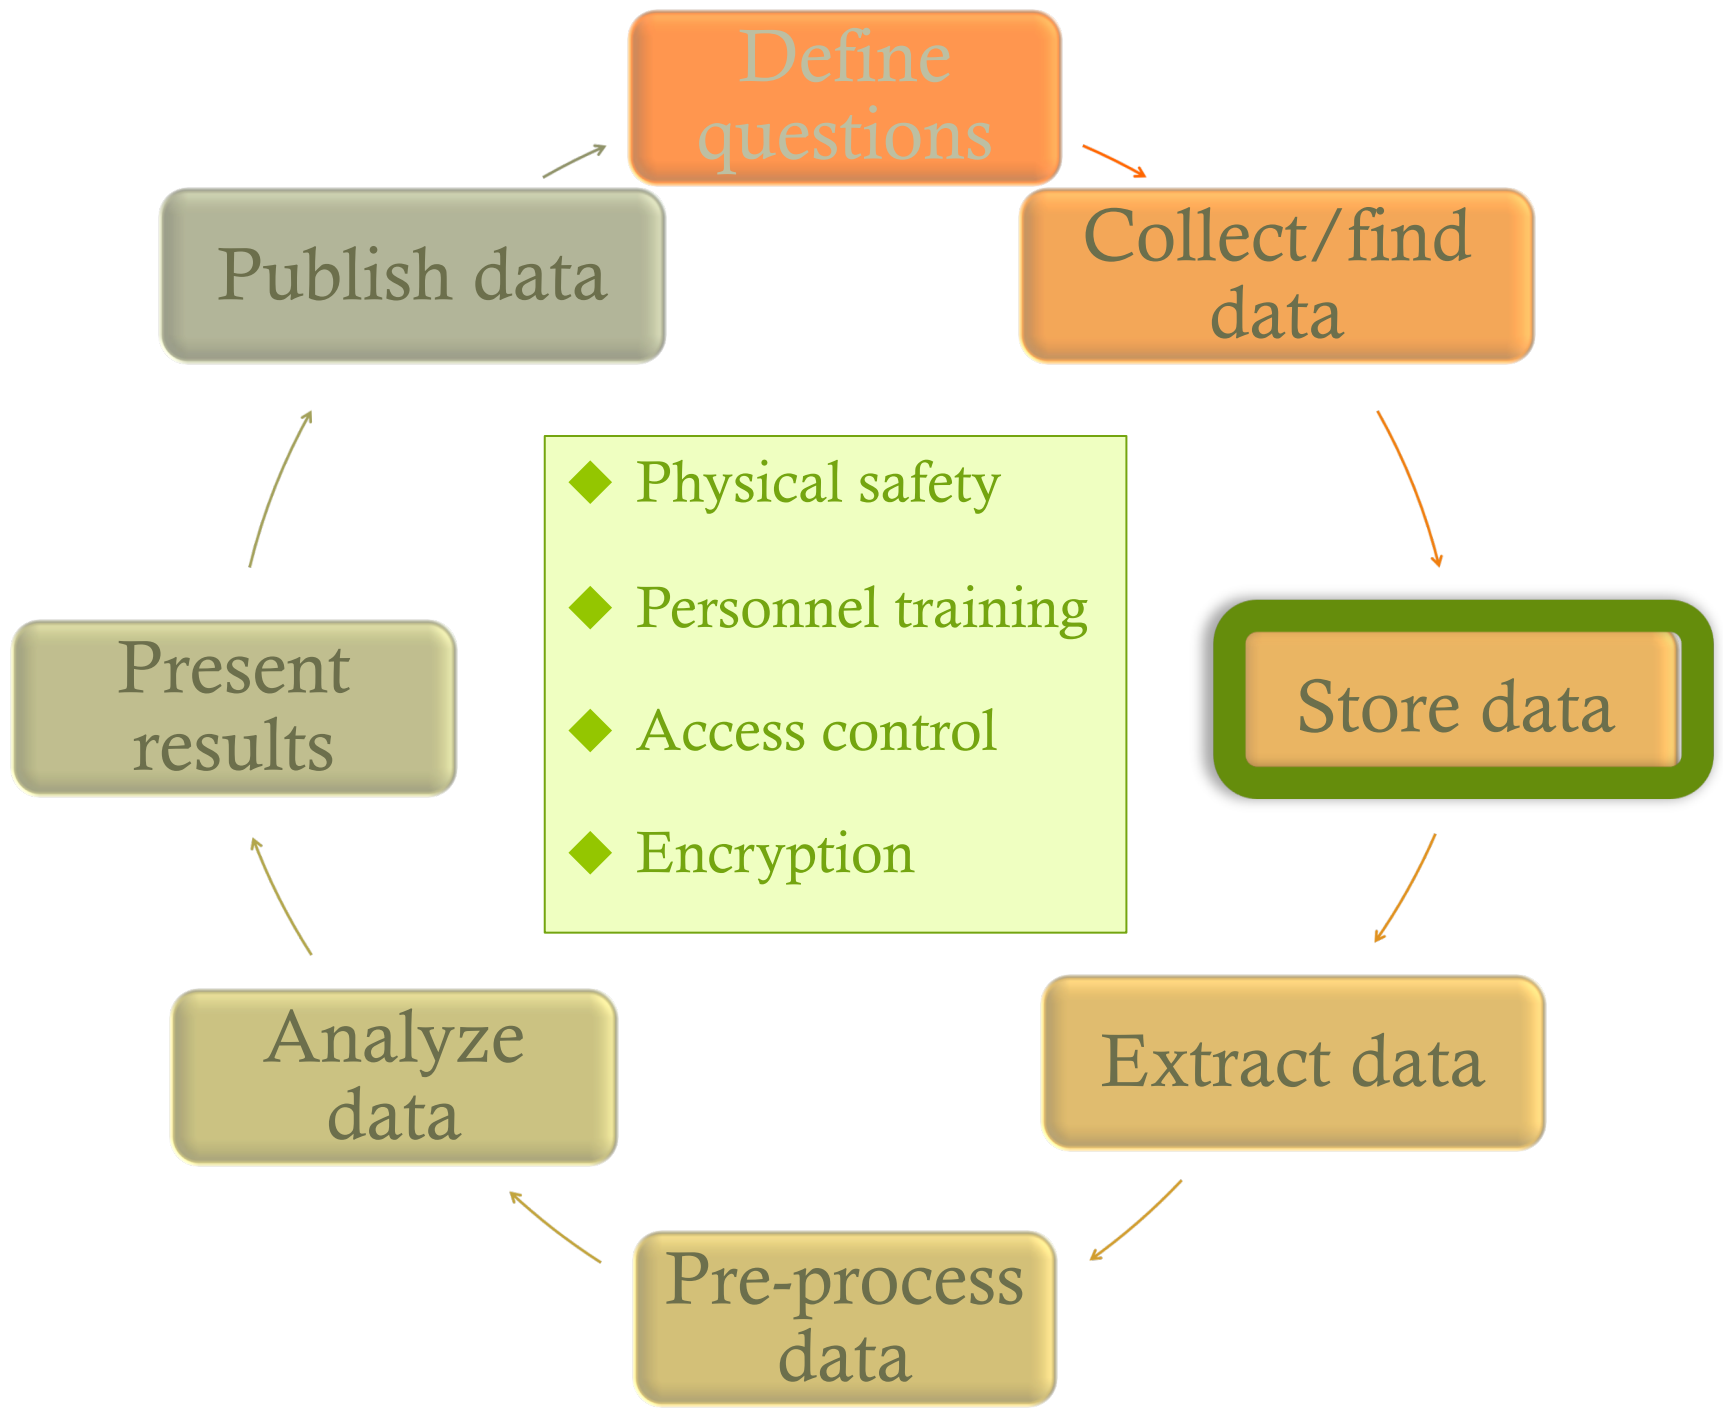 Define
questions
Collect/find
data
Store data
Extract data
Pre-process
data
Analyze
data
Present
results
Publish data
Physical safety
Personnel training
Access control
Encryption